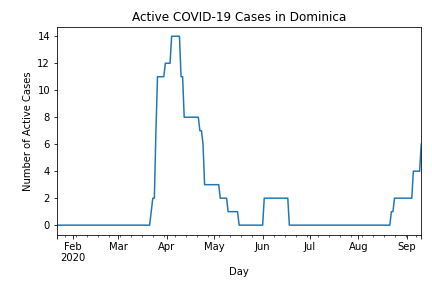 Active COVID-19 Cases in Dominica
Number of Active Cases
14
12
10
8
6
4
2
0
Feb Mar Apr May Jun Jul Aug Sep
2020
Day